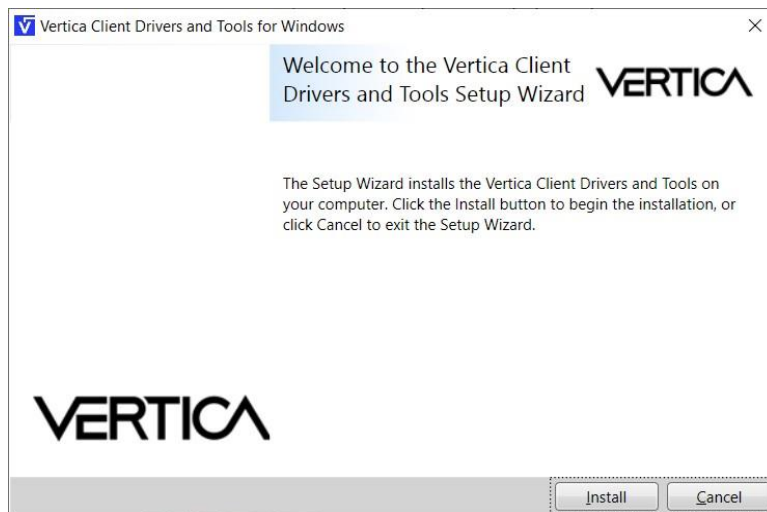 Vertica Client Drivers and Tools for Windows
Welcome to the Vertica Client
Drivers and Tools Setup Wizard
VERTICA
The Setup Wizard installs the Vertica Client Drivers and Tools on
your computer. Click the Install button to begin the installation, or
click Cancel to exit the Setup Wizard.
VERTICA
Install
Cancel